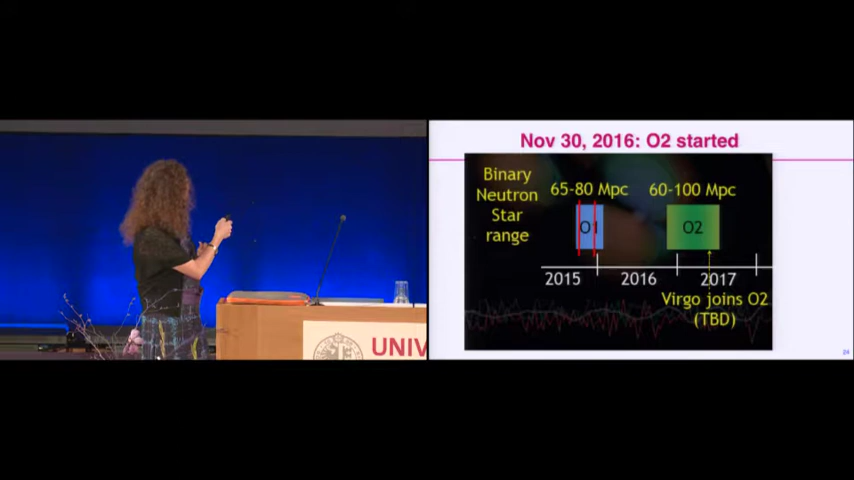 Nov 30, 2016: O2 started
Binary
Neutron
Star
range
65-80 Mpc
60-100 Mpc
O1
O2
2015
2016
2017
Virgo joins O2
(TBD)
24
UNIV